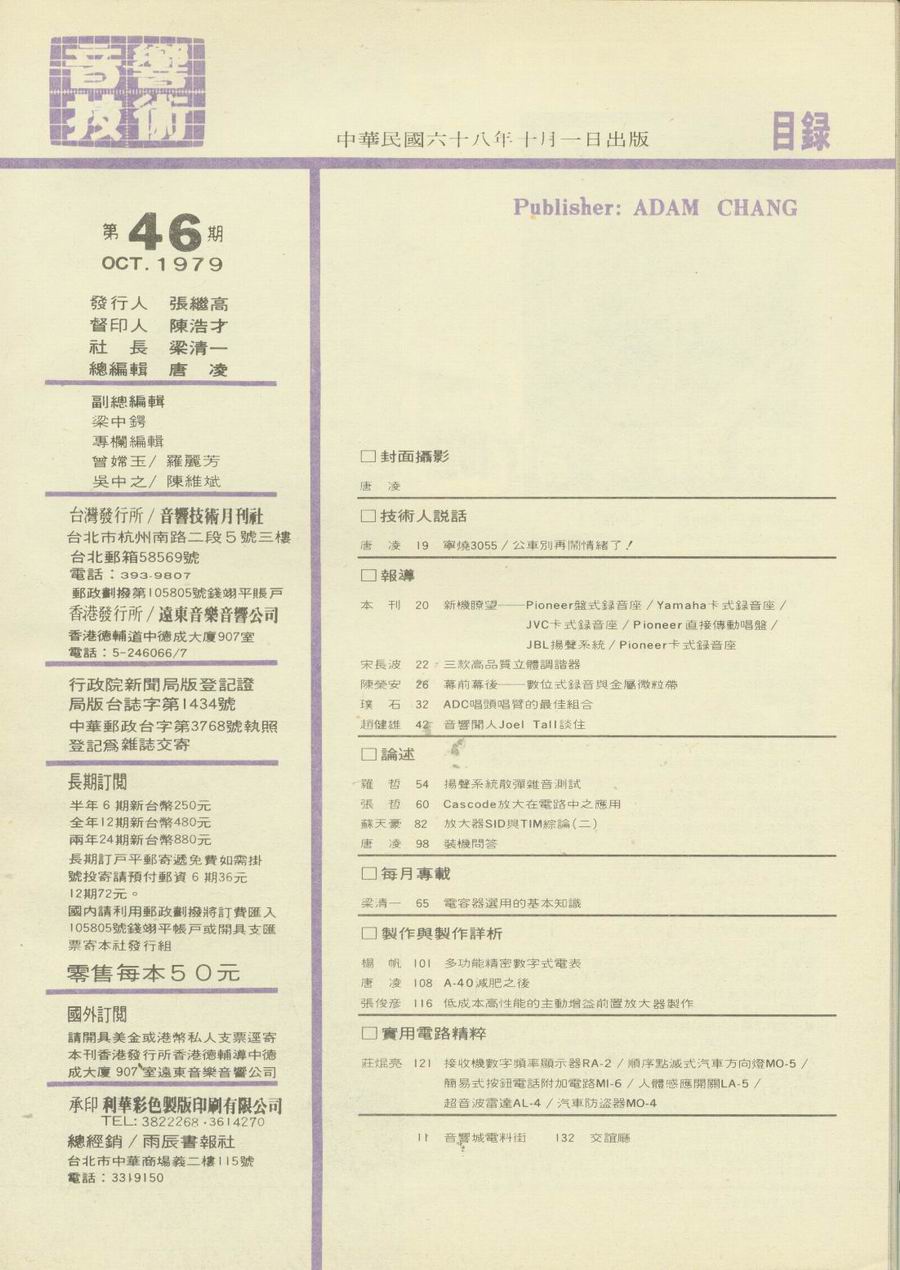 音響
技術
中華民國六十八年十月一日出版
目録
第46期
OCT. 1979
發行人 張繼高
督印人 陳浩才
社 長 梁清一
總編輯 唐 凌
副總編輯
梁中鍔
專欄編輯
曾嫦玉/ 羅麗芳
吳中之/ 陳維斌
台灣發行所/音響技術月刊社
台北市杭州南路二段5號三樓
台北郵箱58569號
電話：393-9807
郵政劃撥第105805號錢翊平賬戶
香港發行所/遠東音樂音響公司
香港德輔道中德成大廈907室
電話：5-246066/7
行政院新聞局版登記證
局版台誌字第1434號
中華郵政台字第3768號執照
登記爲雜誌交寄
長期訂閱
半年6期新台幣250元
全年12期新台幣480元
兩年24期新台幣880元
長期訂戶平郵寄遞免費如需掛
號投寄請預付郵資6期36元
12期72元。
國內請利用郵政劃撥將訂費匯入
105805號錢翊平帳戶或開具支匯
票寄本社發行組
零售每本50元
國外訂閱
請開具美金或港幣私人支票逕寄
本刊香港發行所香港德輔導中德
成大廈907室遠東音樂音響公司
承印利華彩色製版印刷有限公司
TEL: 3822268·3614270
總經銷/雨辰書報社
台北市中華商場義二樓115號
電話：3319150
Publisher: ADAM CHANG
□封面攝影
唐 凌
□技術人説話
唐 凌 19 寧燒3055/公車別再鬧情緒了!
□報導
本 刊 20 新機瞭望——Pioneer盤式録音座/Yamaha卡式録音座/
JVC卡式録音座/Pioneer直接傳動唱盤/
JBL揚聲系統/Pioneer卡式録音座
宋長波 22 三款高品質立體調諧器
陳榮安 26 幕前幕後——數位式録音與金屬微粒帶
璞 石 32 ADC唱頭唱臂的最佳組合
趙健雄 42 音響聞人Joel Tall談往
□論述
羅 哲 54 揚聲系統散彈雜音測試
張 哲 60 Cascode放大在電路中之應用
蘇天豪 82 放大器SID與TIM綜論(二)
唐 凌 98 裝機問答
□每月專載
梁清一 65 電容器選用的基本知識
□製作與製作詳析
楊 帆 101 多功能精密數字式電表
唐 凌 108 A-40減肥之後
張俊彥 116 低成本高性能的主動增益前置放大器製作
□實用電路精粹
莊焜亮 121 接收機數字頻率顯示器RA-2/順序點滅式汽車方向燈MO-5/
簡易式按鈕電話附加電路MI-6/人體感應開關LA-5/
超音波雷達AL-4/汽車防盜器MO-4
11 音響城電料街 132 交誼廳